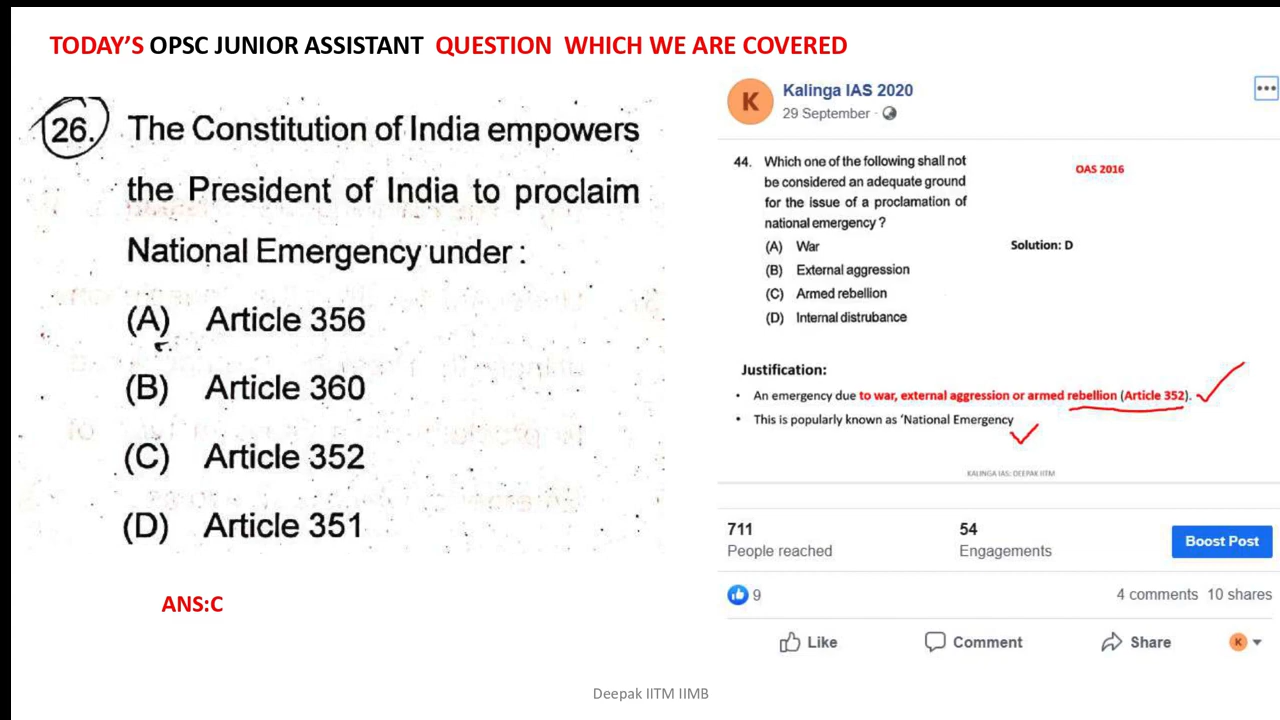 TODAY’S OPSC JUNIOR ASSISTANT QUESTION WHICH WE ARE COVERED
26. The Constitution of India empowers
the President of India to proclaim
National Emergency under :
(A) Article 356
(B) Article 360
(C) Article 352
(D) Article 351
ANS:C
K
Kalinga IAS 2020
29 September ·
44. Which one of the following shall not
be considered an adequate ground
for the issue of a proclamation of
national emergency ?
(A) War
(B) External aggression
(C) Armed rebellion
(D) Internal distrubance
OAS 2016
Solution: D
Justification:
• An emergency due to war, external aggression or armed rebellion (Article 352).
• This is popularly known as ‘National Emergency
KALINGA IAS: DEEPAK IITM
711
People reached
54
Engagements
Boost Post
9
4 comments 10 shares
Like
Comment
Share
K
Deepak IITM IIMB